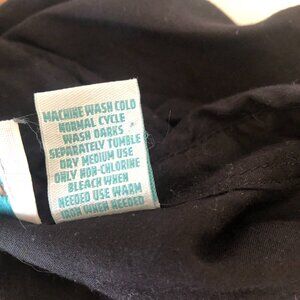 MACHINE WASH COLD
NORMAL CYCLE
WASH DARKS
SEPARATELY TUMBLE
DRY MEDIUM USE
ONLY NON-CHLORINE
BLEACH WHEN
NEEDED USE WARM
IRON WHEN NEEDED